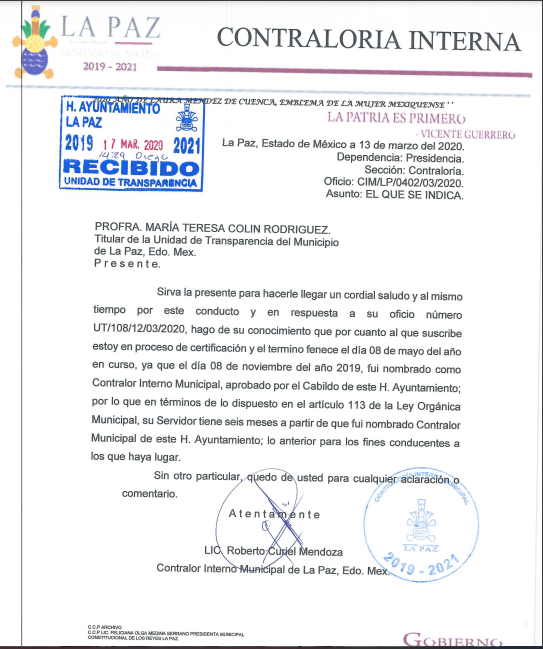 LA PAZ
GOBIERNO MUNICIPAL
2019 - 2021
CONTRALORIA INTERNA
2020 AÑO DE LAURA MENDEZ DE CUENCA, EMBLEMA DE LA MUJER MEXIQUENSE ' '
H. AYUNTAMIENTO
LA PAZ
2019 17 MAR. 2020 2021
14:29 Diego
RECIBIDO
UNIDAD DE TRANSPARENCIA
LA PATRIA ES PRIMERO
- VICENTE GUERRERO
La Paz, Estado de México a 13 de marzo del 2020.
Dependencia: Presidencia.
Sección: Contraloría.
Oficio: CIM/LP/0402/03/2020.
Asunto: EL QUE SE INDICA.
PROFRA. MARÍA TERESA COLIN RODRIGUEZ.
Titular de la Unidad de Transparencia del Municipio
de La Paz, Edo. Mex.
P r e s e n t e.
Sirva la presente para hacerle llegar un cordial saludo y al mismo
tiempo por este conducto y en respuesta a su oficio número
UT/108/12/03/2020, hago de su conocimiento que por cuanto al que suscribe
estoy en proceso de certificación y el termino fenece el día 08 de mayo del año
en curso, ya que el día 08 de noviembre del año 2019, fui nombrado como
Contralor Interno Municipal, aprobado por el Cabildo de este H. Ayuntamiento;
por lo que en términos de lo dispuesto en el artículo 113 de la Ley Orgánica
Municipal, su Servidor tiene seis meses a partir de que fui nombrado Contralor
Municipal de este H. Ayuntamiento; lo anterior para los fines conducentes a
los que haya lugar.
Sin otro particular, quedo de usted para cualquier aclaración o
comentario.
A t e n t a m e n t e
LIC. Roberto Curiel Mendoza
Contralor Interno Municipal de La Paz, Edo. Mex.
CONTRALORIA INTERNA MUNICIPAL
LA PAZ
2019 - 2021
C.C.P ARCHIVO
C.C.P LIC. FELICIANA OLGA MEDINA SERRANO PRESIDENTA MUNICIPAL
CONSTITUCIONAL DE LOS REYES LA PAZ.
GOBIERNO